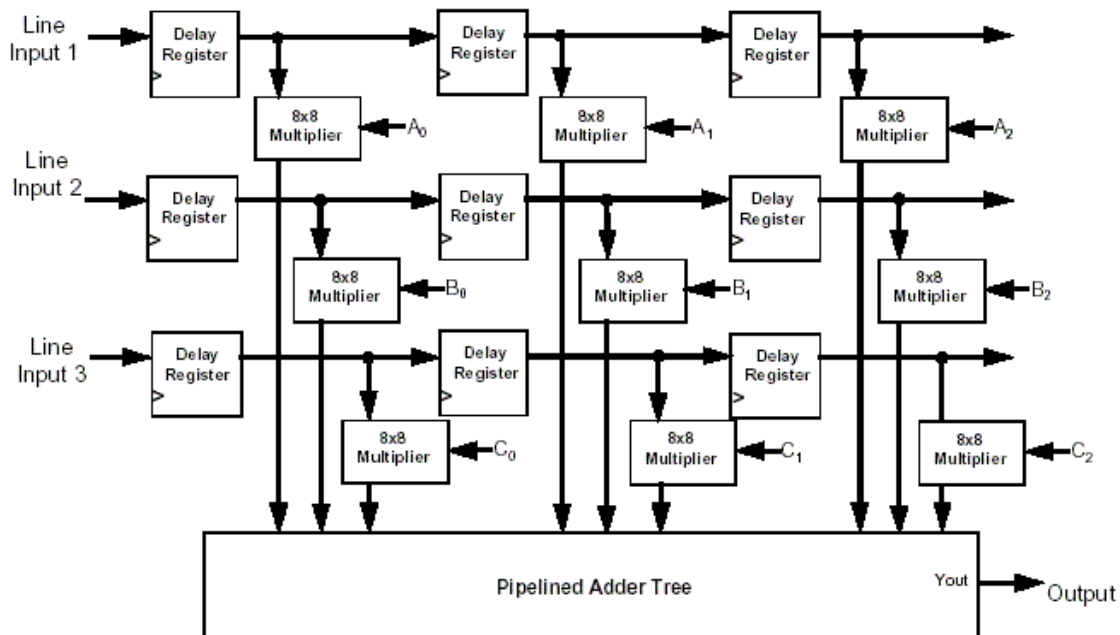 Line
Input 1
Delay
Register
Delay
Register
Delay
Register
8x8
Multiplier
A0
8x8
Multiplier
A1
8x8
Multiplier
A2
Line
Input 2
Delay
Register
Delay
Register
Delay
Register
8x8
Multiplier
B0
8x8
Multiplier
B1
8x8
Multiplier
B2
Line
Input 3
Delay
Register
Delay
Register
Delay
Register
8x8
Multiplier
C0
8x8
Multiplier
C1
8x8
Multiplier
C2
Pipelined Adder Tree
Yout
Output